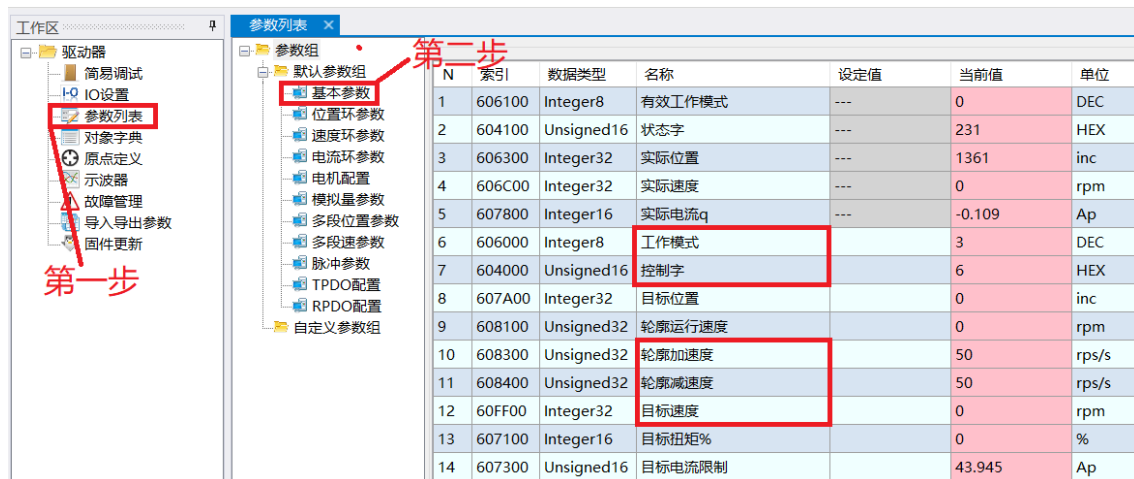 工作区
参数列表
驱动器
简易调试
I-O IO设置
参数列表
对象字典
原点定义
示波器
故障管理
导入导出参数
固件更新
第一步
参数组
默认参数组
基本参数
位置环参数
速度环参数
电流环参数
电机配置
模拟量参数
多段位置参数
多段速参数
脉冲参数
TPDO配置
RPDO配置
自定义参数组
第二步
N 索引 数据类型 名称 设定值 当前值 单位
1 606100 Integer8 有效工作模式 --- 0 DEC
2 604100 Unsigned16 状态字 --- 231 HEX
3 606300 Integer32 实际位置 --- 1361 inc
4 606C00 Integer32 实际速度 --- 0 rpm
5 607800 Integer16 实际电流q --- -0.109 Ap
6 606000 Integer8 工作模式 3 DEC
7 604000 Unsigned16 控制字 6 HEX
8 607A00 Integer32 目标位置 0 inc
9 608100 Unsigned32 轮廓运行速度 0 rpm
10 608300 Unsigned32 轮廓加速度 50 rps/s
11 608400 Unsigned32 轮廓减速度 50 rps/s
12 60FF00 Integer32 目标速度 0 rpm
13 607100 Integer16 目标扭矩% 0 %
14 607300 Unsigned16 目标电流限制 43.945 Ap